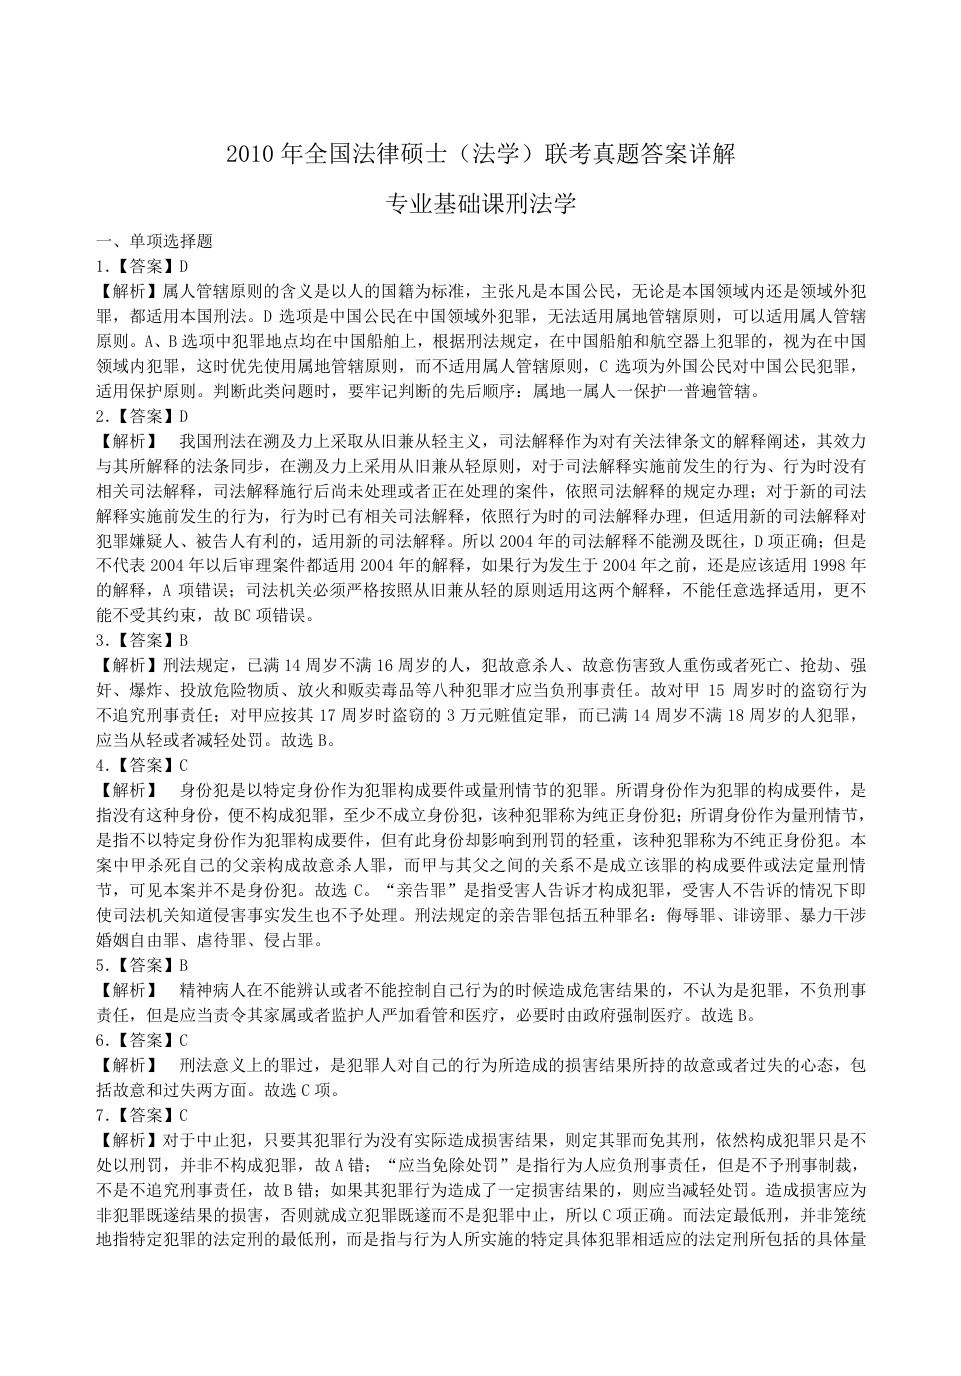 2010 年全国法律硕士（法学）联考真题答案详解
专业基础课刑法学
一、单项选择题
1.【答案】D
【解析】属人管辖原则的含义是以人的国籍为标准，主张凡是本国公民，无论是本国领域内还是领域外犯
罪，都适用本国刑法。D 选项是中国公民在中国领域外犯罪，无法适用属地管辖原则，可以适用属人管辖
原则。A、B 选项中犯罪地点均在中国船舶上，根据刑法规定，在中国船舶和航空器上犯罪的，视为在中国
领域内犯罪，这时优先使用属地管辖原则，而不适用属人管辖原则，C 选项为外国公民对中国公民犯罪，
适用保护原则。判断此类问题时，要牢记判断的先后顺序：属地一属人一保护一普遍管辖。
2.【答案】D
【解析】　我国刑法在溯及力上采取从旧兼从轻主义，司法解释作为对有关法律条文的解释阐述，其效力
与其所解释的法条同步，在溯及力上采用从旧兼从轻原则，对于司法解释实施前发生的行为、行为时没有
相关司法解释，司法解释施行后尚未处理或者正在处理的案件，依照司法解释的规定办理；对于新的司法
解释实施前发生的行为，行为时已有相关司法解释，依照行为时的司法解释办理，但适用新的司法解释对
犯罪嫌疑人、被告人有利的，适用新的司法解释。所以 2004 年的司法解释不能溯及既往，D 项正确；但是
不代表 2004 年以后审理案件都适用 2004 年的解释，如果行为发生于 2004 年之前，还是应该适用 1998 年
的解释，A 项错误；司法机关必须严格按照从旧兼从轻的原则适用这两个解释，不能任意选择适用，更不
能不受其约束，故 BC 项错误。
3.【答案】B
【解析】刑法规定，已满 14 周岁不满 16 周岁的人，犯故意杀人、故意伤害致人重伤或者死亡、抢劫、强
奸、爆炸、投放危险物质、放火和贩卖毒品等八种犯罪才应当负刑事责任。故对甲 15 周岁时的盗窃行为
不追究刑事责任；对甲应按其 17 周岁时盗窃的 3 万元赃值定罪，而已满 14 周岁不满 18 周岁的人犯罪，
应当从轻或者减轻处罚。故选 B。
4.【答案】C
【解析】　身份犯是以特定身份作为犯罪构成要件或量刑情节的犯罪。所谓身份作为犯罪的构成要件，是
指没有这种身份，便不构成犯罪，至少不成立身份犯，该种犯罪称为纯正身份犯；所谓身份作为量刑情节，
是指不以特定身份作为犯罪构成要件，但有此身份却影响到刑罚的轻重，该种犯罪称为不纯正身份犯。本
案中甲杀死自己的父亲构成故意杀人罪，而甲与其父之间的关系不是成立该罪的构成要件或法定量刑情
节，可见本案并不是身份犯。故选 C。“亲告罪”是指受害人告诉才构成犯罪，受害人不告诉的情况下即
使司法机关知道侵害事实发生也不予处理。刑法规定的亲告罪包括五种罪名：侮辱罪、诽谤罪、暴力干涉
婚姻自由罪、虐待罪、侵占罪。
5.【答案】B
【解析】　精神病人在不能辨认或者不能控制自己行为的时候造成危害结果的，不认为是犯罪，不负刑事
责任，但是应当责令其家属或者监护人严加看管和医疗，必要时由政府强制医疗。故选 B。
6.【答案】C
【解析】　刑法意义上的罪过，是犯罪人对自己的行为所造成的损害结果所持的故意或者过失的心态，包
括故意和过失两方面。故选 C 项。
7.【答案】C
【解析】对于中止犯，只要其犯罪行为没有实际造成损害结果，则定其罪而免其刑，依然构成犯罪只是不
处以刑罚，并非不构成犯罪，故 A 错；“应当免除处罚”是指行为人应负刑事责任，但是不予刑事制裁，
不是不追究刑事责任，故 B 错；如果其犯罪行为造成了一定损害结果的，则应当减轻处罚。造成损害应为
非犯罪既遂结果的损害，否则就成立犯罪既遂而不是犯罪中止，所以 C 项正确。而法定最低刑，并非笼统
地指特定犯罪的法定刑的最低刑，而是指与行为人所实施的特定具体犯罪相适应的法定刑所包括的具体量